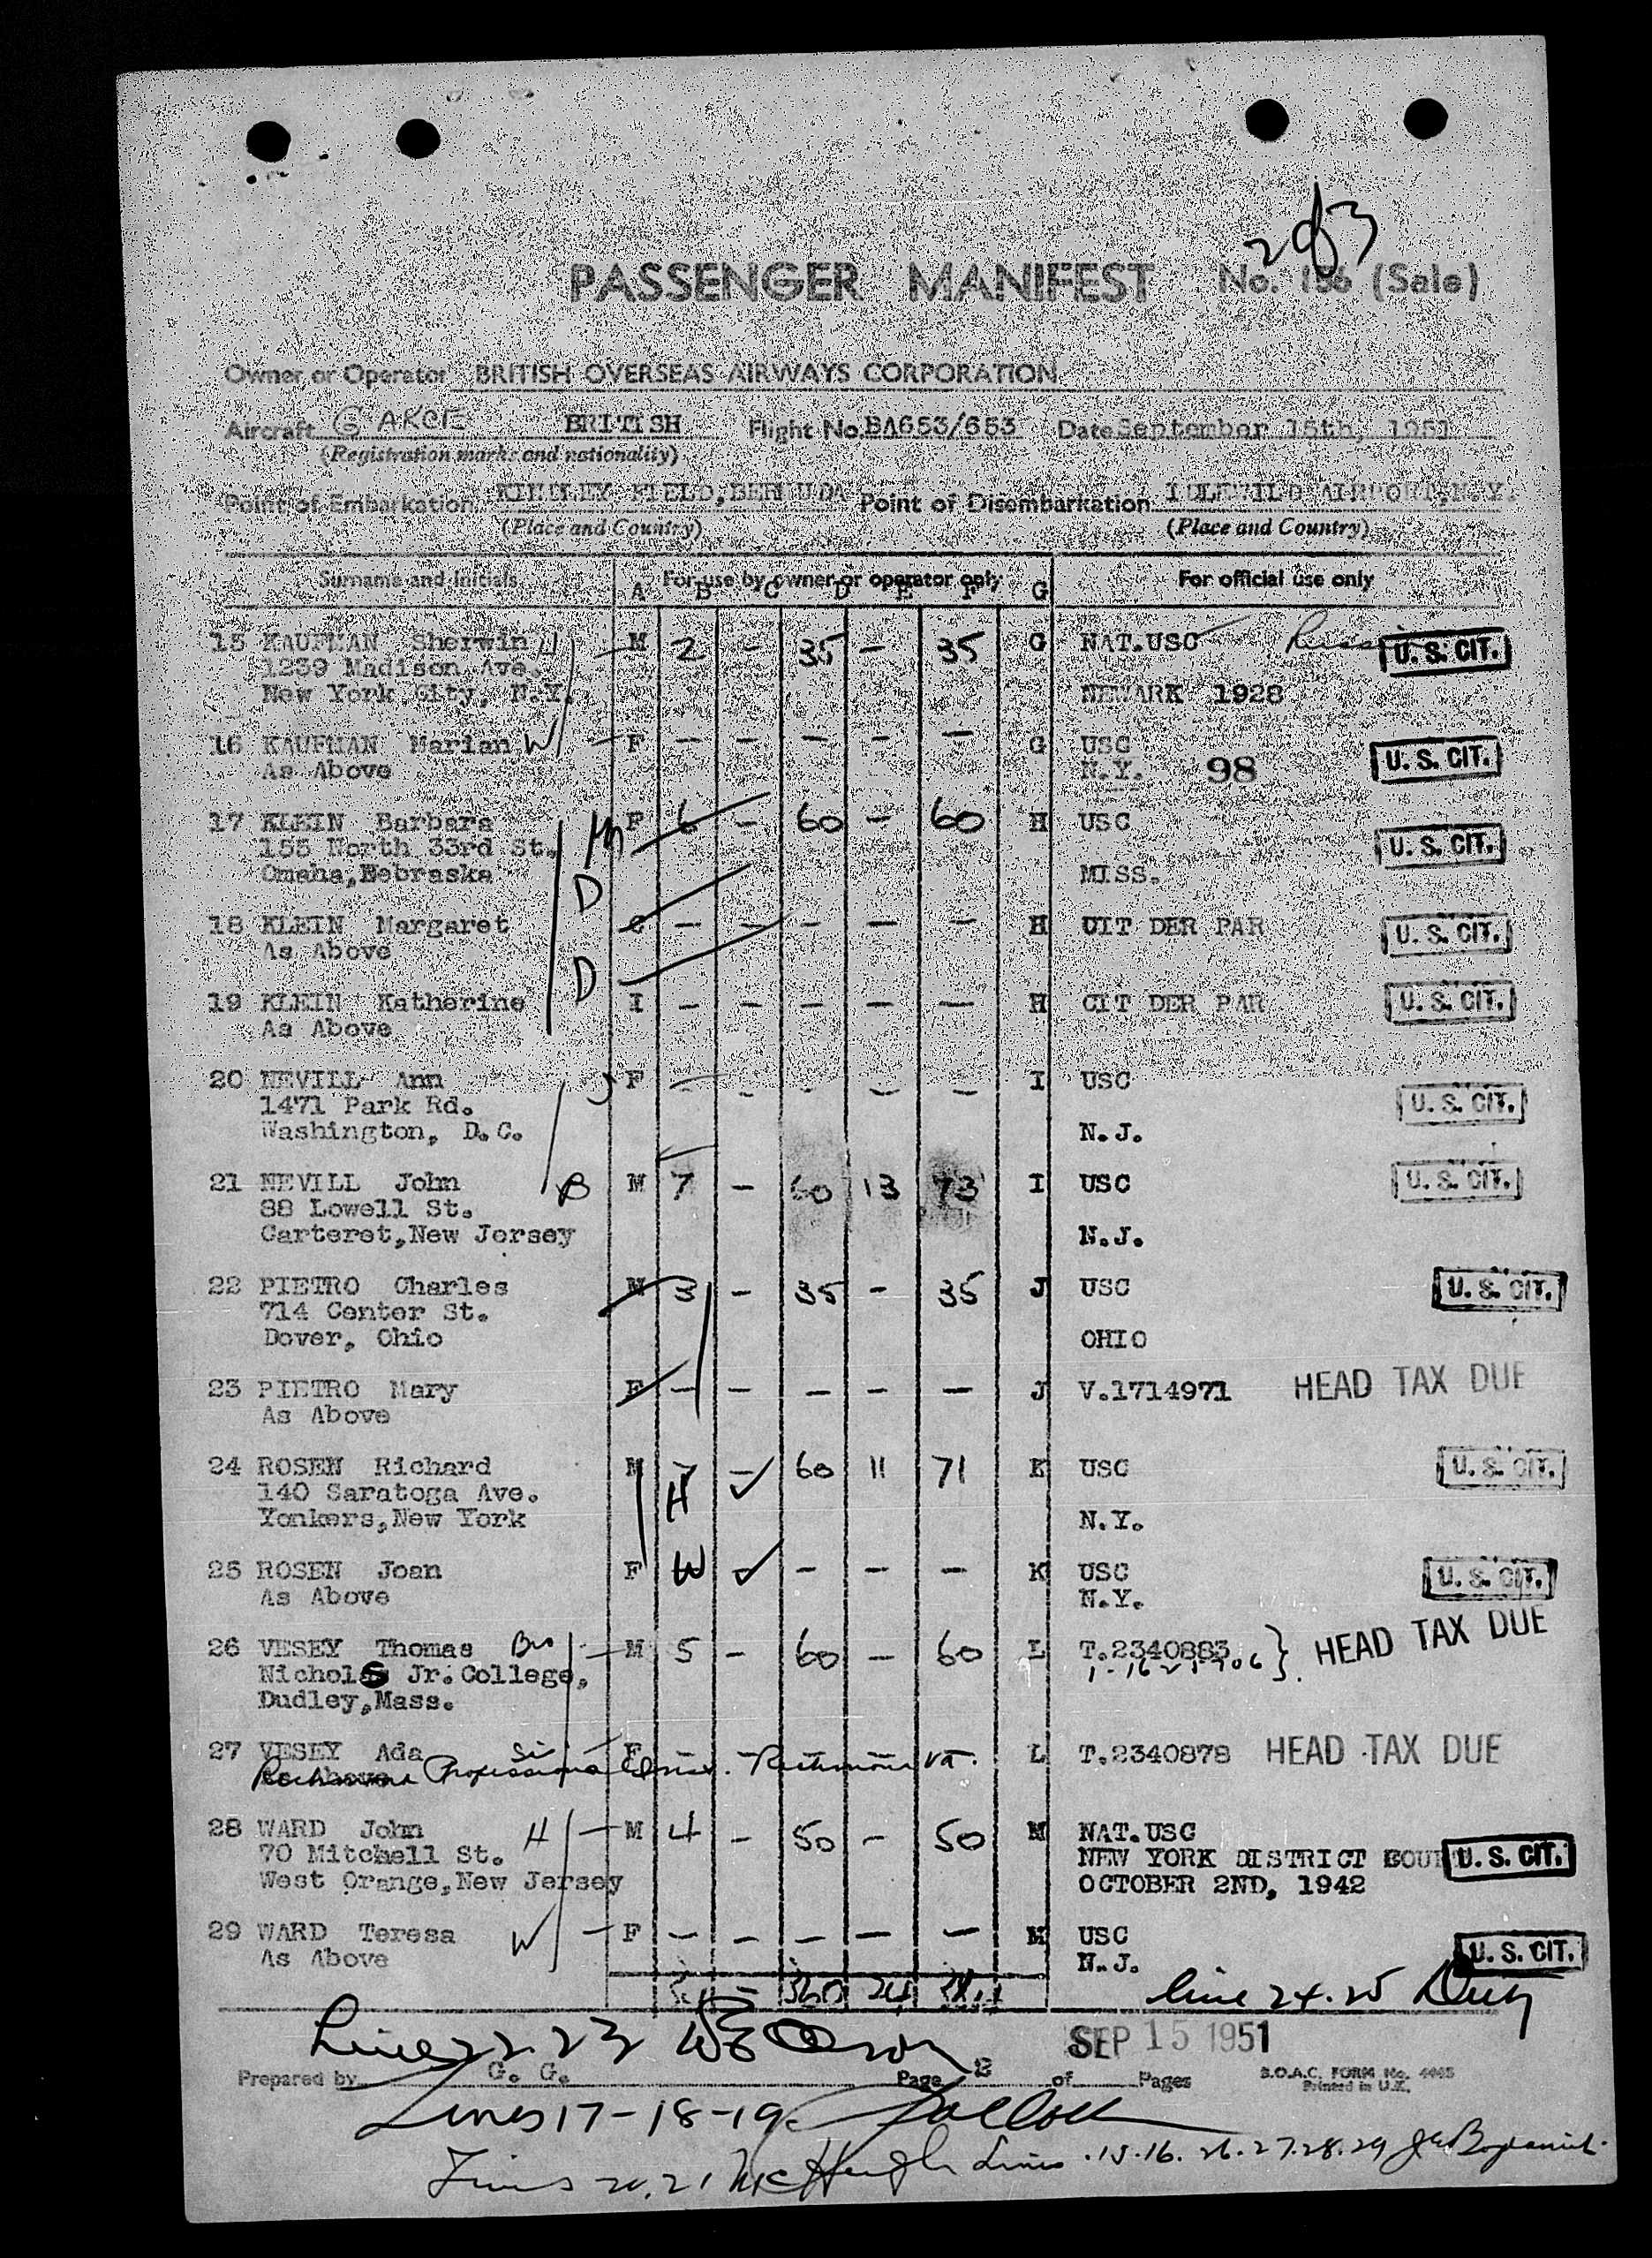 2 of 3
PASSENGER MANIFEST No. 156 (Sale)
Owner or Operator BRITISH OVERSEAS AIRWAYS CORPORATION
Aircraft G AKCE BRITISH Flight No. BA653/653 Date September 15th, 1951
(Registration marks and nationality)
Point of Embarkation KINDLEY FIELD, BERMUDA Point of Disembarkation IDLEWILD AIRPORT, N.Y.
(Place and Country) (Place and Country)
Surname and Initials For use by owner or operator only For official use only
A B C D E F G
15 KAUFMAN Sherwin H M 2 - 35 - 35 G NAT.USC U. S. CIT.
1239 Madison Ave.
New York City, N.Y. NEWARK 1928
16 KAUFMAN Marian W F - - - - - G USC U. S. CIT.
As Above N.Y. 98
17 KLEIN Barbara M F 6 - 60 - 60 H USC U. S. CIT.
155 North 33rd St.
Omaha, Nebraska MISS.
18 KLEIN Margaret D C - - - - - H CIT DER PAR U. S. CIT.
As Above
19 KLEIN Katherine D I - - - - - H CIT DER PAR U. S. CIT.
As Above
20 NEVILL Ann S F - - - - - I USC U. S. CIT.
1471 Park Rd.
Washington, D.C. N.J.
21 NEVILL John B M 7 - 60 13 73 I USC U. S. CIT.
88 Lowell St.
Carteret, New Jersey N.J.
22 PIETRO Charles M 3 - 35 - 35 J USC U. S. CIT.
714 Center St.
Dover, Ohio OHIO
23 PIETRO Mary F - - - - - J V.1714971 HEAD TAX DUE
As Above
24 ROSEN Richard M 7 - 60 11 71 K USC U. S. CIT.
140 Saratoga Ave. H
Yonkers, New York N.Y.
25 ROSEN Joan F W - - - K USC U. S. CIT.
As Above N.Y.
26 VESEY Thomas Bro M 5 - 60 - 60 L T.2340883 HEAD TAX DUE
Nichols Jr. College,
Dudley, Mass.
27 VESEY Ada Si F - - - - - L T.2340878 HEAD TAX DUE
As Above Professional Richmond Va.
28 WARD John H M 4 - 50 - 50 M NAT.USC
70 Mitchell St. NEW YORK DISTRICT COURT U. S. CIT.
West Orange, New Jersey OCTOBER 2ND, 1942
29 WARD Teresa W F - - - - - M USC U. S. CIT.
As Above N.J.
360 24
line 24.25
Line 22.23
SEP 15 1951
Prepared by G. G. Page 2 of Pages B.O.A.C. FORM No. 4465
Printed in U.K.
Lines 17-18-19
Lines 20.21 McHugh Lines 15.16.26.27.28.29